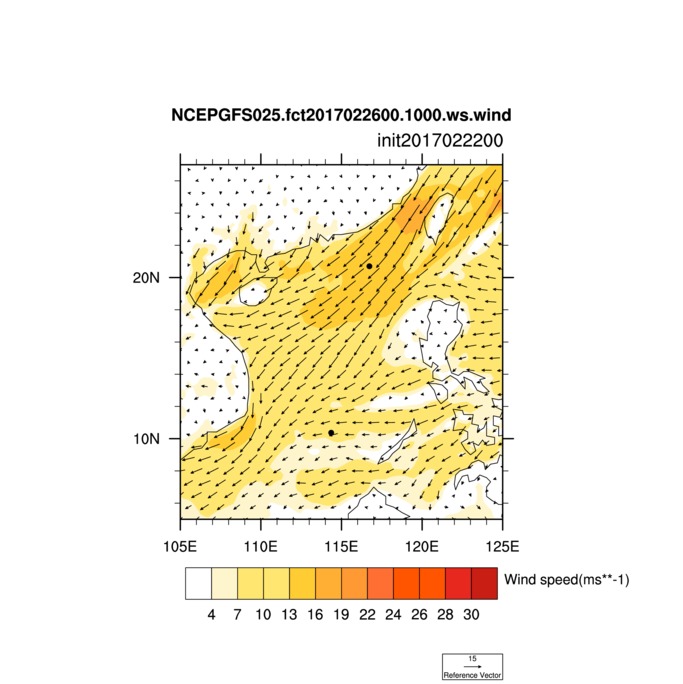 NCEPGFS025.fct2017022600.1000.ws.wind
init2017022200
20N
10N
105E 110E 115E 120E 125E
Wind speed(ms**-1)
4 7 10 13 16 19 22 24 26 28 30
15
Reference Vector